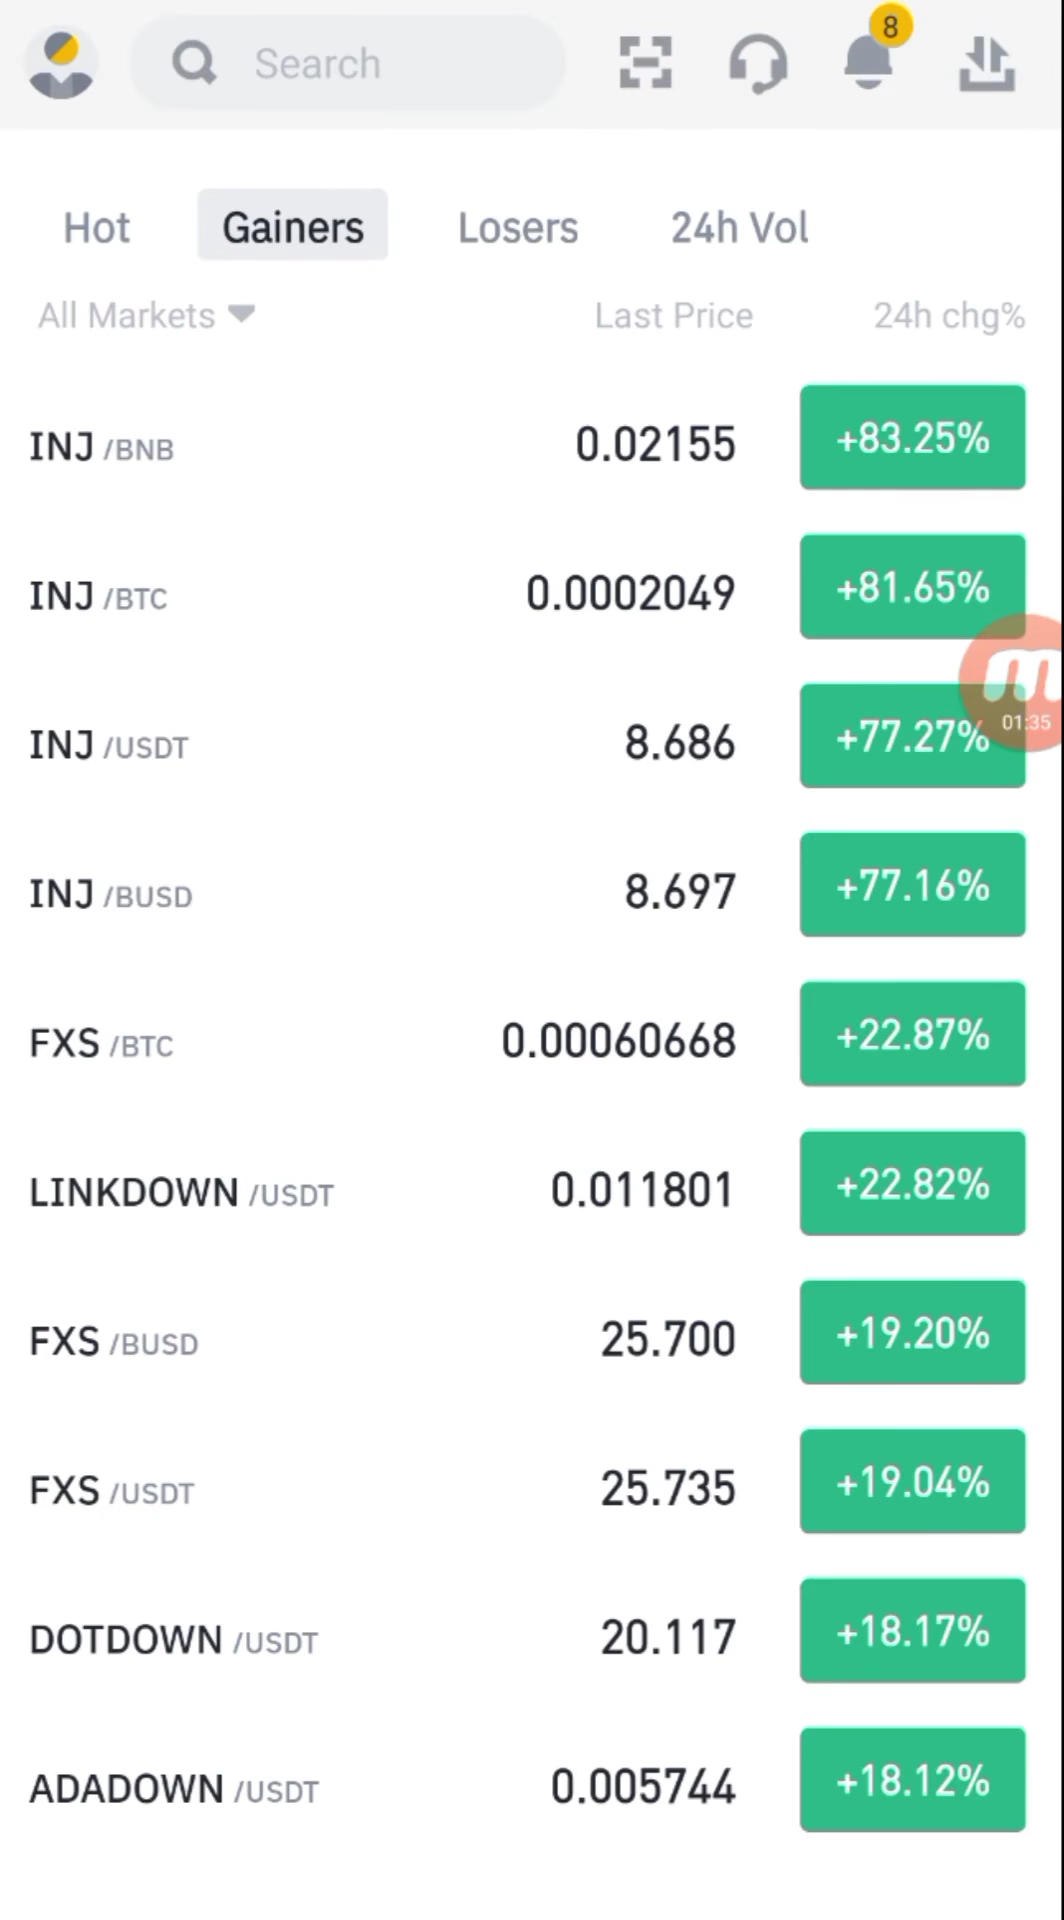 8
Search
Hot Gainers Losers 24h Vol
All Markets Last Price 24h chg%
INJ /BNB 0.02155 +83.25%
INJ /BTC 0.0002049 +81.65%
INJ /USDT 8.686 +77.27%
01:35
INJ /BUSD 8.697 +77.16%
FXS /BTC 0.00060668 +22.87%
LINKDOWN /USDT 0.011801 +22.82%
FXS /BUSD 25.700 +19.20%
FXS /USDT 25.735 +19.04%
DOTDOWN /USDT 20.117 +18.17%
ADADOWN /USDT 0.005744 +18.12%